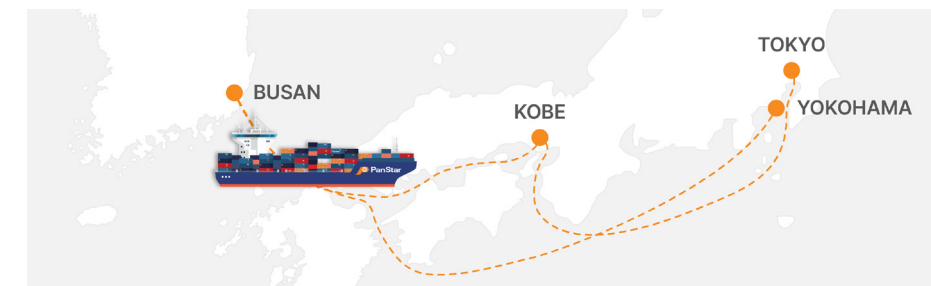 TOKYO
BUSAN
KOBE
YOKOHAMA
PanStar